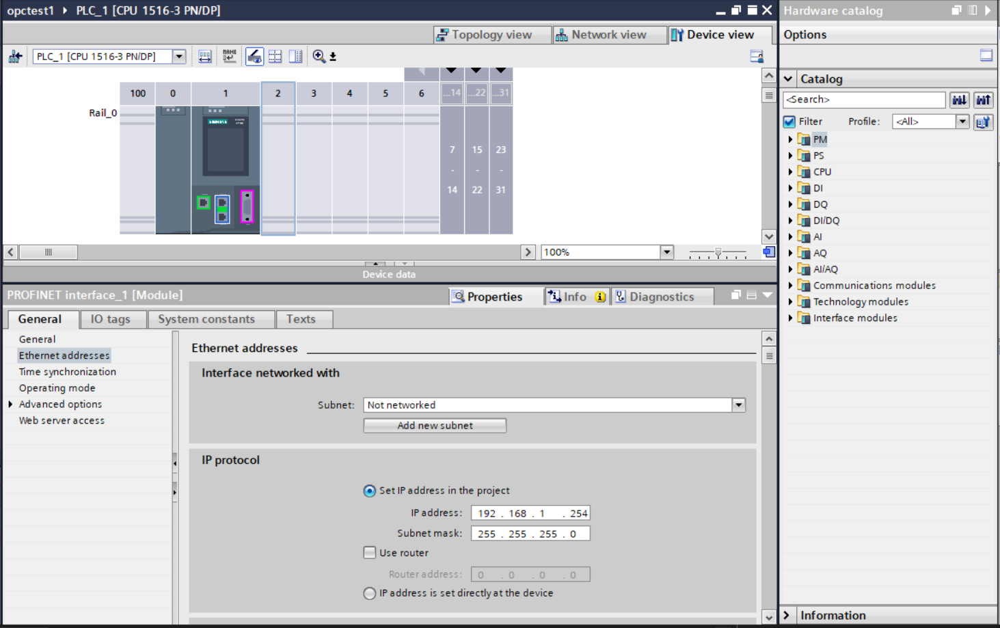 opctest1 ▸ PLC_1 [CPU 1516-3 PN/DP]
Topology view
Network view
Device view
PLC_1 [CPU 1516-3 PN/DP]
NAME
100 0 1 2 3 4 5 6 ...14 ...22 ...31
Rail_0
SIEMENS
7 15 23
- - -
14 22 31
100%
Device data
PROFINET interface_1 [Module]
Properties
Info
Diagnostics
General
IO tags
System constants
Texts
General
Ethernet addresses
Time synchronization
Operating mode
Advanced options
Web server access
Ethernet addresses
Interface networked with
Subnet: Not networked
Add new subnet
IP protocol
Set IP address in the project
IP address: 192 . 168 . 1 . 254
Subnet mask: 255 . 255 . 255 . 0
Use router
Router address: 0 . 0 . 0 . 0
IP address is set directly at the device
Hardware catalog
Options
Catalog
<Search>
Filter Profile: <All>
PM
PS
CPU
DI
DQ
DI/DQ
AI
AQ
AI/AQ
Communications modules
Technology modules
Interface modules
Information